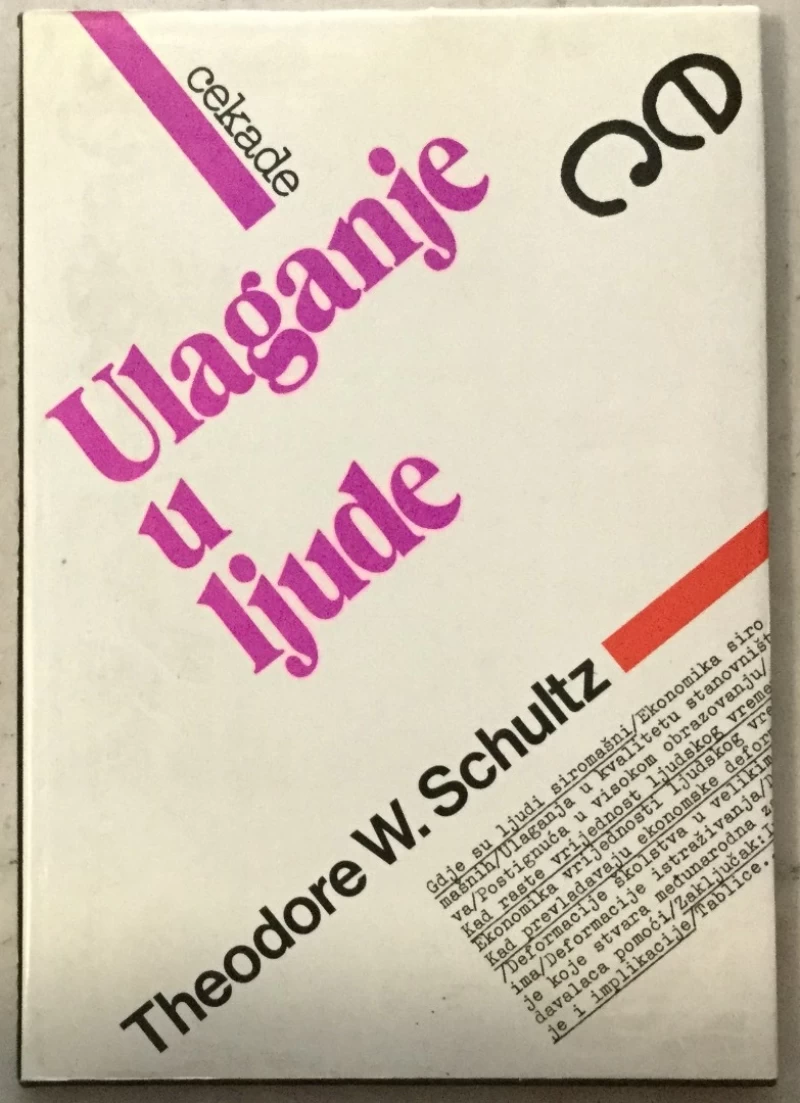 cekade
ce
Ulaganje
u
ljude
Theodore W. Schultz
Gdje su ljudi siromašni/Ekonomika siro
mašnih/Ulaganja u kvalitetu stanovništ
va/Postignuća u visokom obrazovanju/
Kad raste vrijednost ljudskog vreme
Ekonomika vrijednosti ljudskog vre
Kad prevladavaju ekonomske defor
/Deformacije školstva u velikim
ima/Deformacije istraživanja/
je koje stvara međunarodna z
davalaca pomoći/Zaključak:
je i implikacije/Tablice.